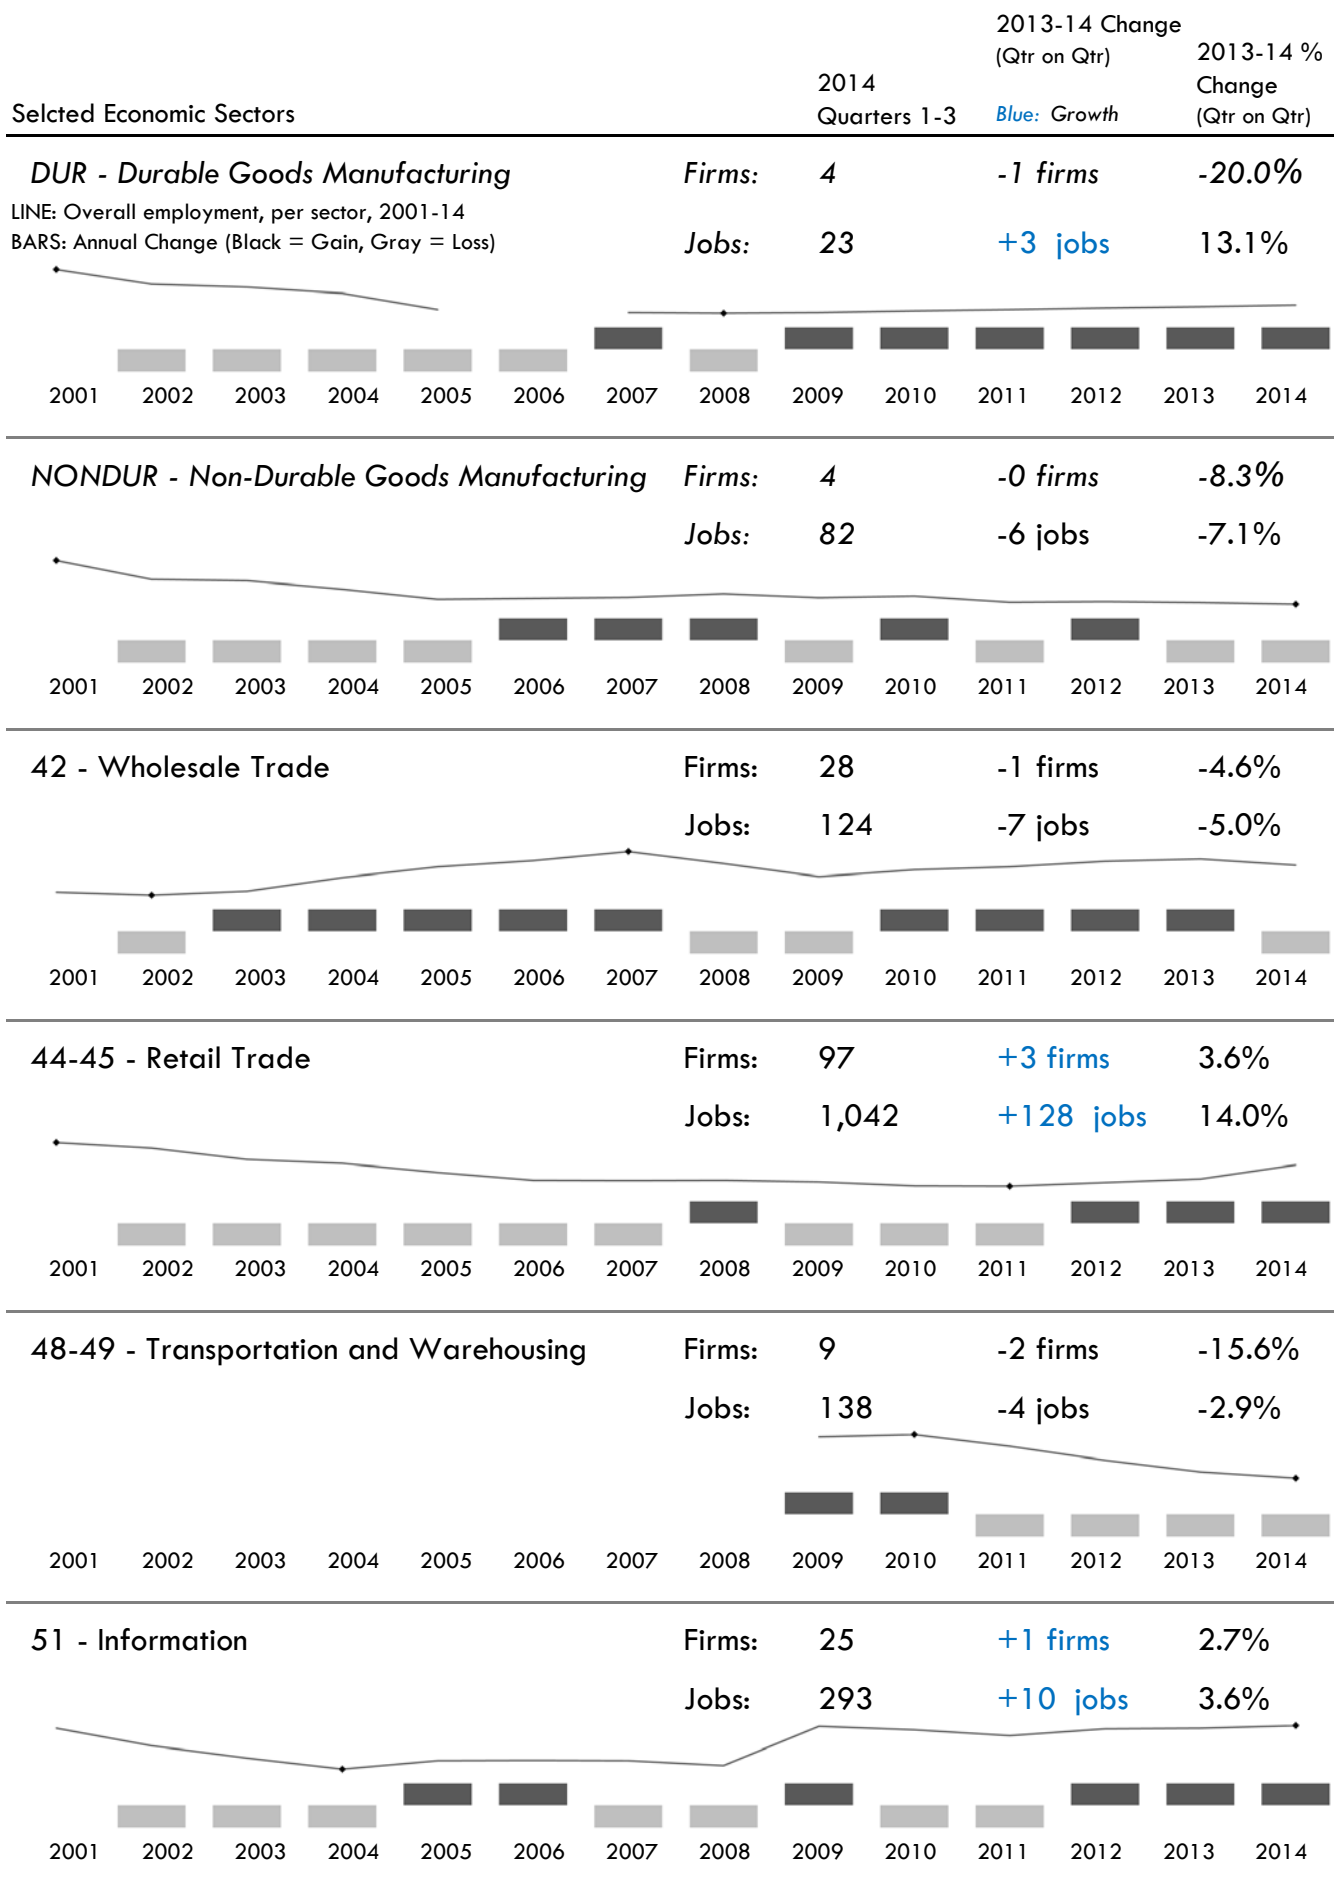 2013-14 Change
(Qtr on Qtr)
2013-14 %
2014
Change
Selcted Economic Sectors
Quarters 1-3
Blue: Growth
(Qtr on Qtr)
DUR - Durable Goods Manufacturing Firms: 4 -1 firms -20.0%
LINE: Overall employment, per sector, 2001-14
BARS: Annual Change (Black = Gain, Gray = Loss) Jobs: 23 +3 jobs 13.1%
2001 2002 2003 2004 2005 2006 2007 2008 2009 2010 2011 2012 2013 2014
NONDUR - Non-Durable Goods Manufacturing Firms: 4 -0 firms -8.3%
Jobs: 82 -6 jobs -7.1%
2001 2002 2003 2004 2005 2006 2007 2008 2009 2010 2011 2012 2013 2014
42 - Wholesale Trade Firms: 28 -1 firms -4.6%
Jobs: 124 -7 jobs -5.0%
2001 2002 2003 2004 2005 2006 2007 2008 2009 2010 2011 2012 2013 2014
44-45 - Retail Trade Firms: 97 +3 firms 3.6%
Jobs: 1,042 +128 jobs 14.0%
2001 2002 2003 2004 2005 2006 2007 2008 2009 2010 2011 2012 2013 2014
48-49 - Transportation and Warehousing Firms: 9 -2 firms -15.6%
Jobs: 138 -4 jobs -2.9%
2001 2002 2003 2004 2005 2006 2007 2008 2009 2010 2011 2012 2013 2014
51 - Information Firms: 25 +1 firms 2.7%
Jobs: 293 +10 jobs 3.6%
2001 2002 2003 2004 2005 2006 2007 2008 2009 2010 2011 2012 2013 2014